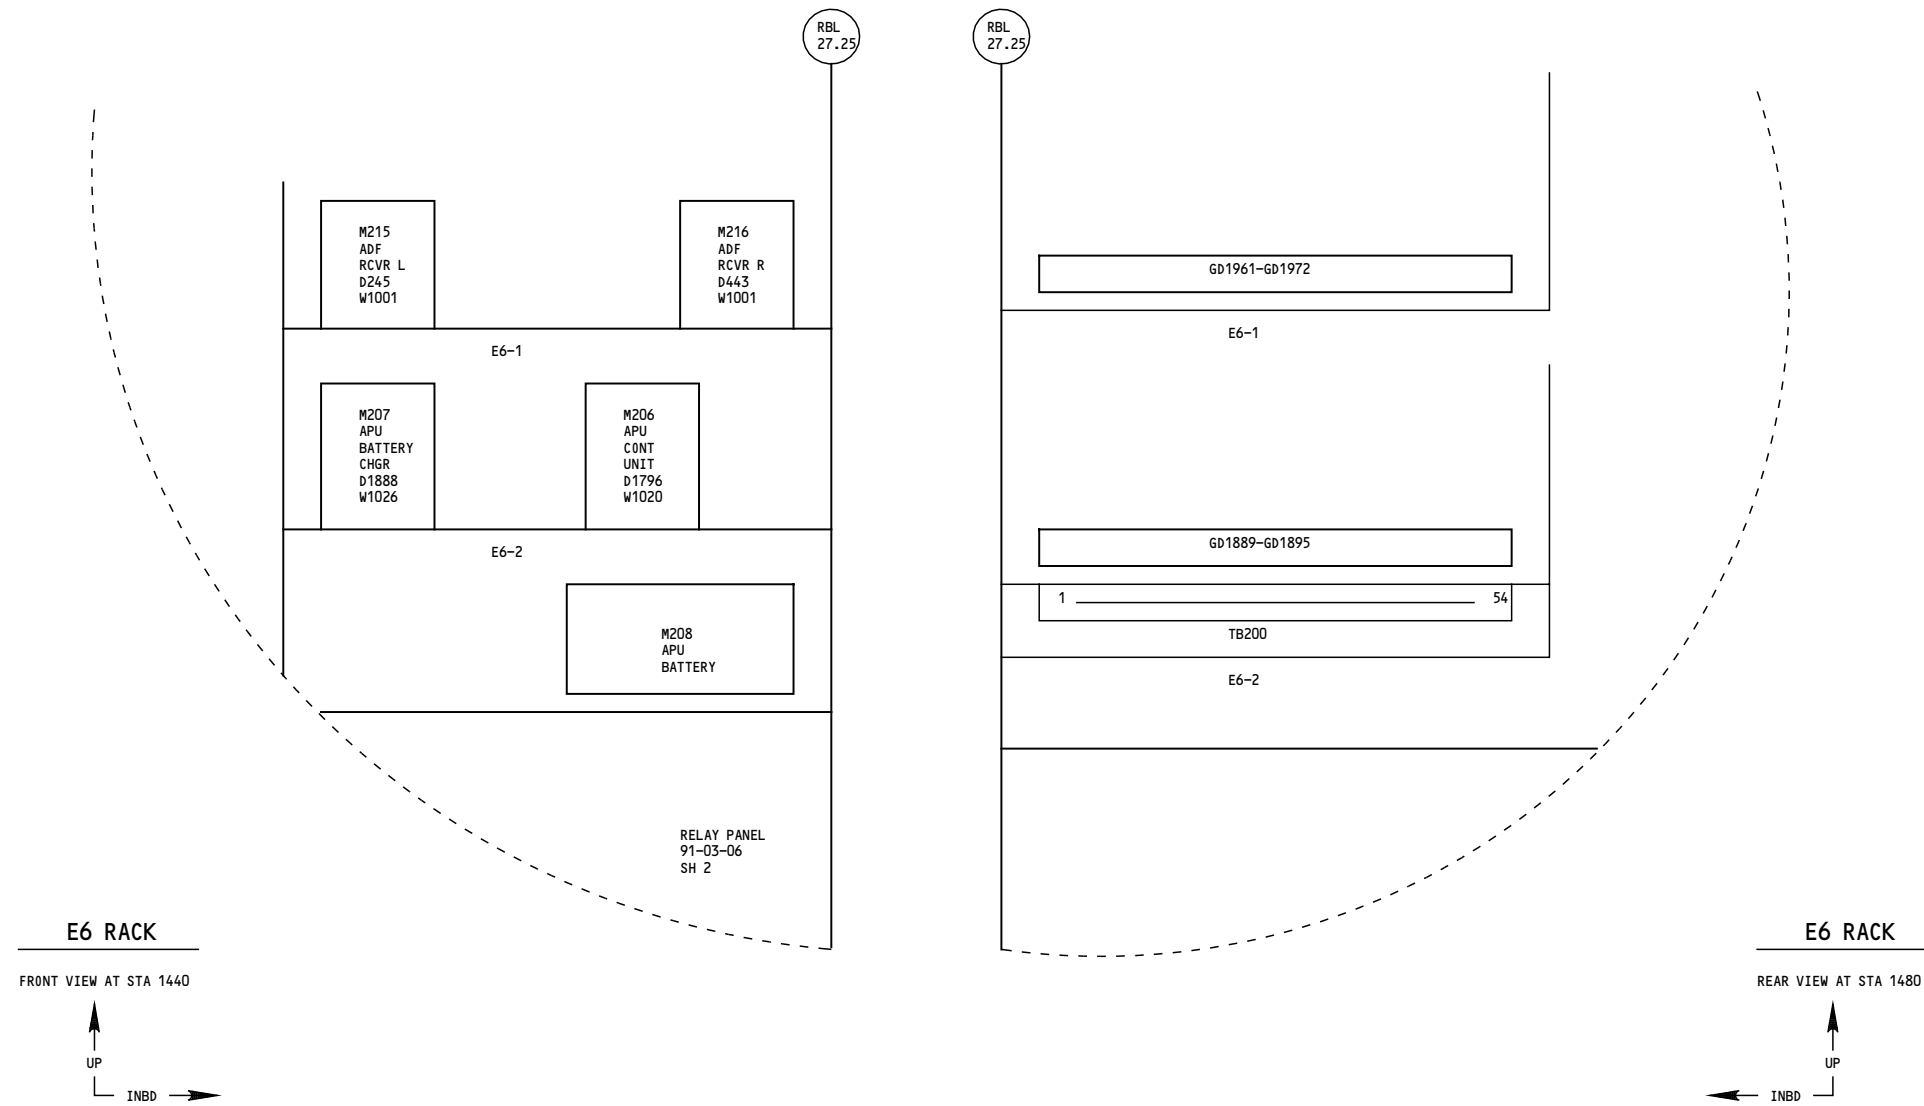 RBL
27.25
RBL
27.25
M215
ADF
RCVR L
D245
W1001
M216
ADF
RCVR R
D443
W1001
E6-1
M207
APU
BATTERY
CHGR
D1888
W1026
M206
APU
CONT
UNIT
D1796
W1020
E6-2
M208
APU
BATTERY
RELAY PANEL
91-03-06
SH 2
E6 RACK
FRONT VIEW AT STA 1440
UP
INBD
GD1961-GD1972
E6-1
GD1889-GD1895
1 54
TB200
E6-2
E6 RACK
REAR VIEW AT STA 1480
UP
INBD